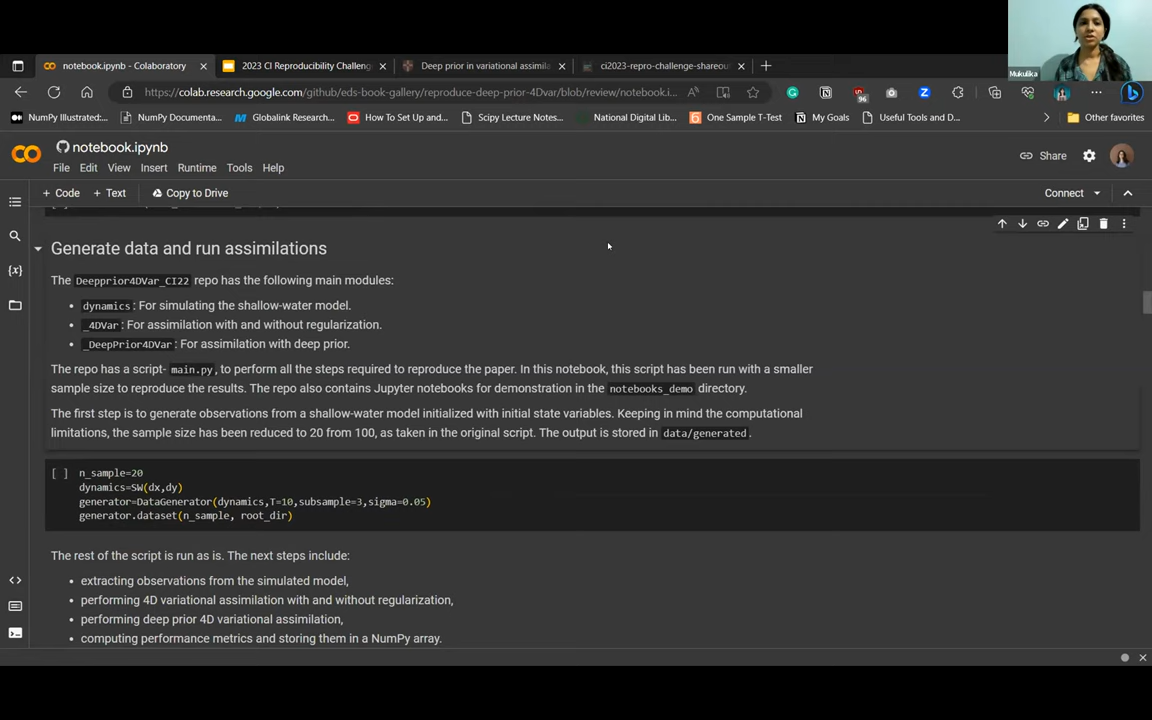 notebook.ipynb - Colaboratory
2023 CI Reproducibility Challeng
Deep prior in variational assimila
ci2023-repro-challenge-shareou
Mukulika
https://colab.research.google.com/github/eds-book-gallery/reproduce-deep-prior-4Dvar/blob/review/notebook.i...
96
NumPy Illustrated:...
NumPy Documenta...
Globalink Research...
How To Set up and...
Scipy Lecture Notes...
National Digital Lib...
One Sample T-Test
My Goals
Useful Tools and D...
Other favorites
notebook.ipynb
File Edit View Insert Runtime Tools Help
Share
+ Code + Text Copy to Drive
Connect
Generate data and run assimilations
The Deepprior4DVar_CI22 repo has the following main modules:
• dynamics: For simulating the shallow-water model.
• _4DVar: For assimilation with and without regularization.
• _DeepPrior4DVar: For assimilation with deep prior.
The repo has a script- main.py, to perform all the steps required to reproduce the paper. In this notebook, this script has been run with a smaller
sample size to reproduce the results. The repo also contains Jupyter notebooks for demonstration in the notebooks_demo directory.
The first step is to generate observations from a shallow-water model initialized with initial state variables. Keeping in mind the computational
limitations, the sample size has been reduced to 20 from 100, as taken in the original script. The output is stored in data/generated.
[ ] n_sample=20
dynamics=SW(dx,dy)
generator=DataGenerator(dynamics,T=10,subsample=3,sigma=0.05)
generator.dataset(n_sample, root_dir)
The rest of the script is run as is. The next steps include:
• extracting observations from the simulated model,
• performing 4D variational assimilation with and without regularization,
• performing deep prior 4D variational assimilation,
• computing performance metrics and storing them in a NumPy array.